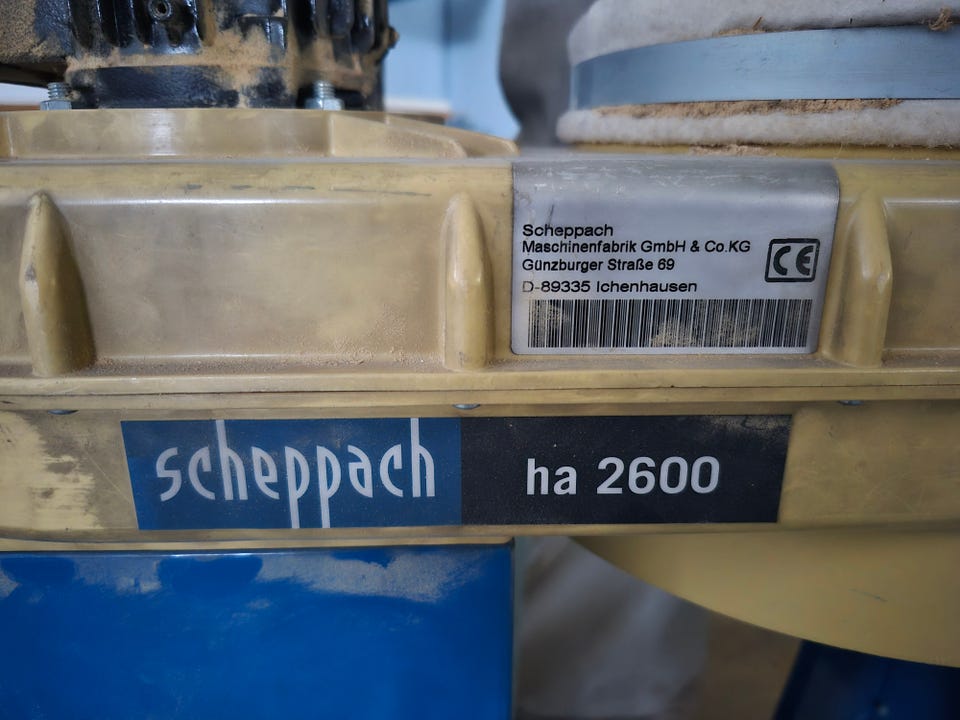 Scheppach
Maschinenfabrik GmbH & Co.KG
Günzburger Straße 69
D-89335 Ichenhausen
CE
scheppach ha 2600